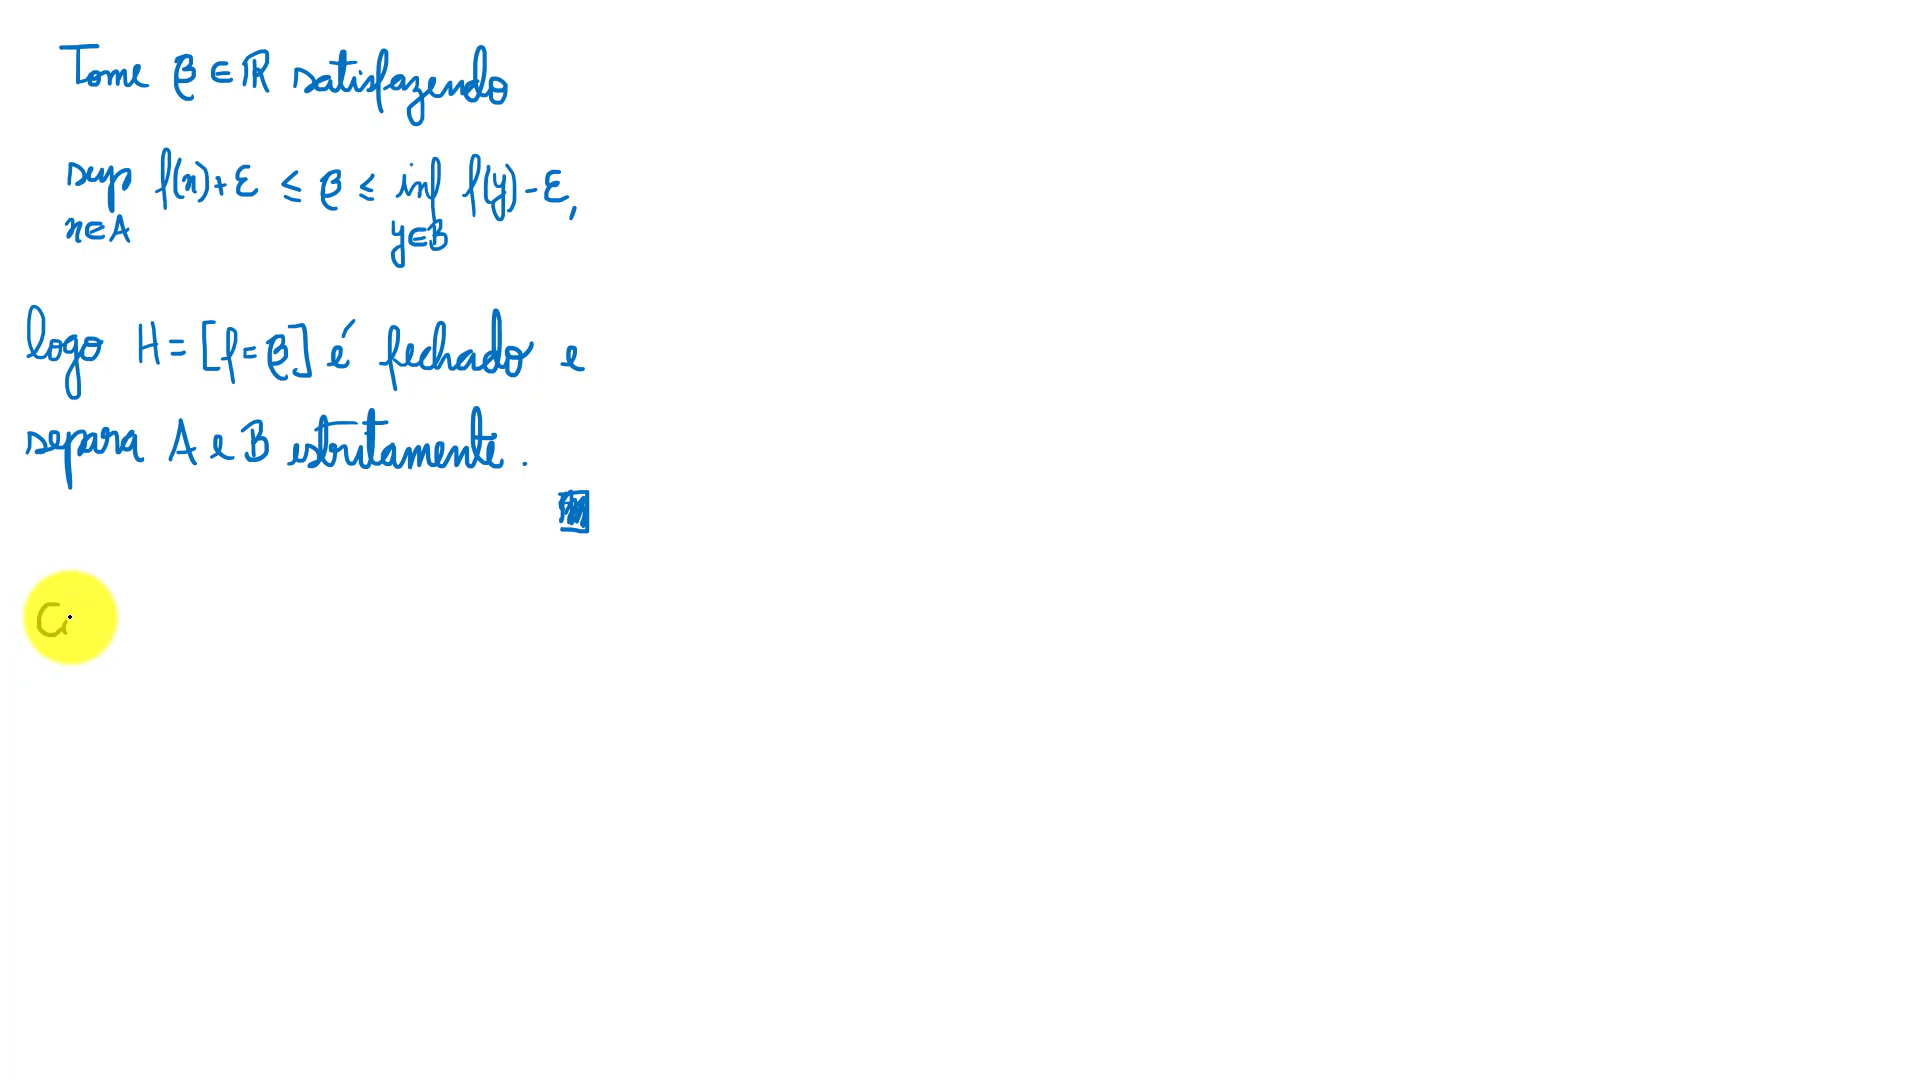 Tome β ∈ ℝ satisfazendo
sup f(x)+ε ≤ β ≤ inf f(y)-ε,
x∈A y∈B
logo H = [f=β] é fechado e
separa A e B estritamente.